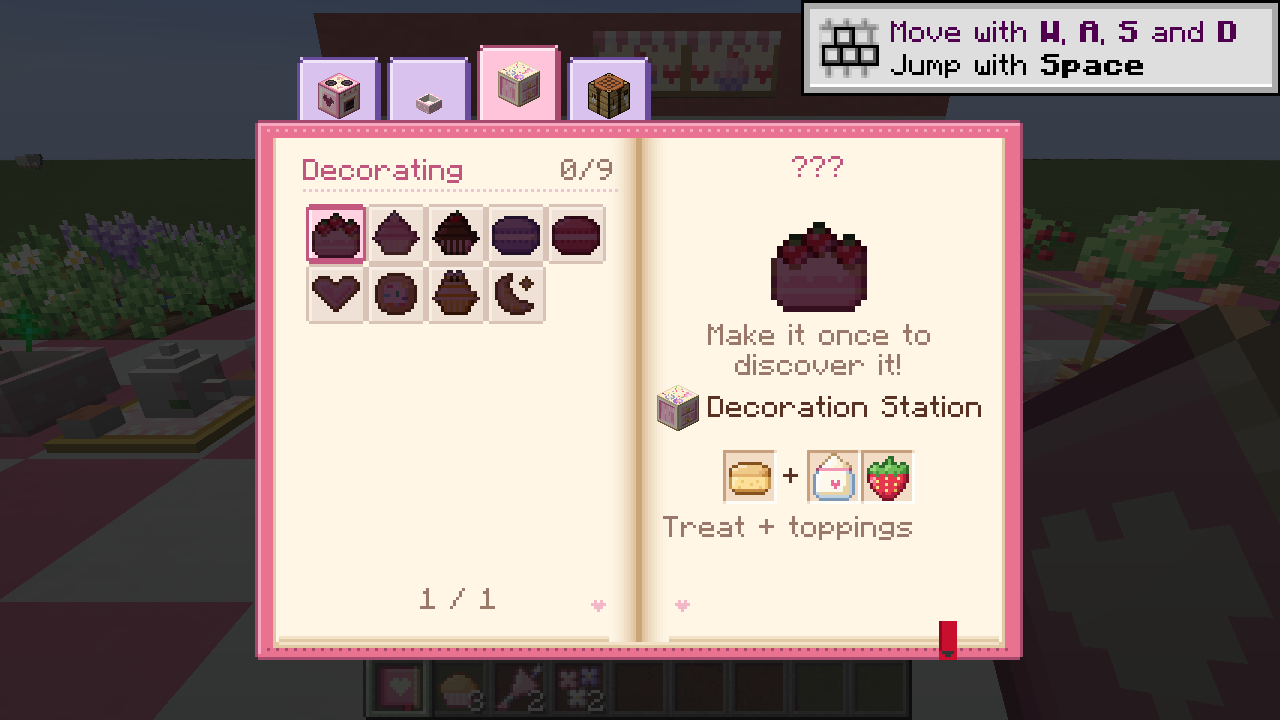 Move with W, A, S and D
Jump with Space
Decorating 0/9
1 / 1
???
Make it once to
discover it!
Decoration Station
+
Treat + toppings
3
2
2